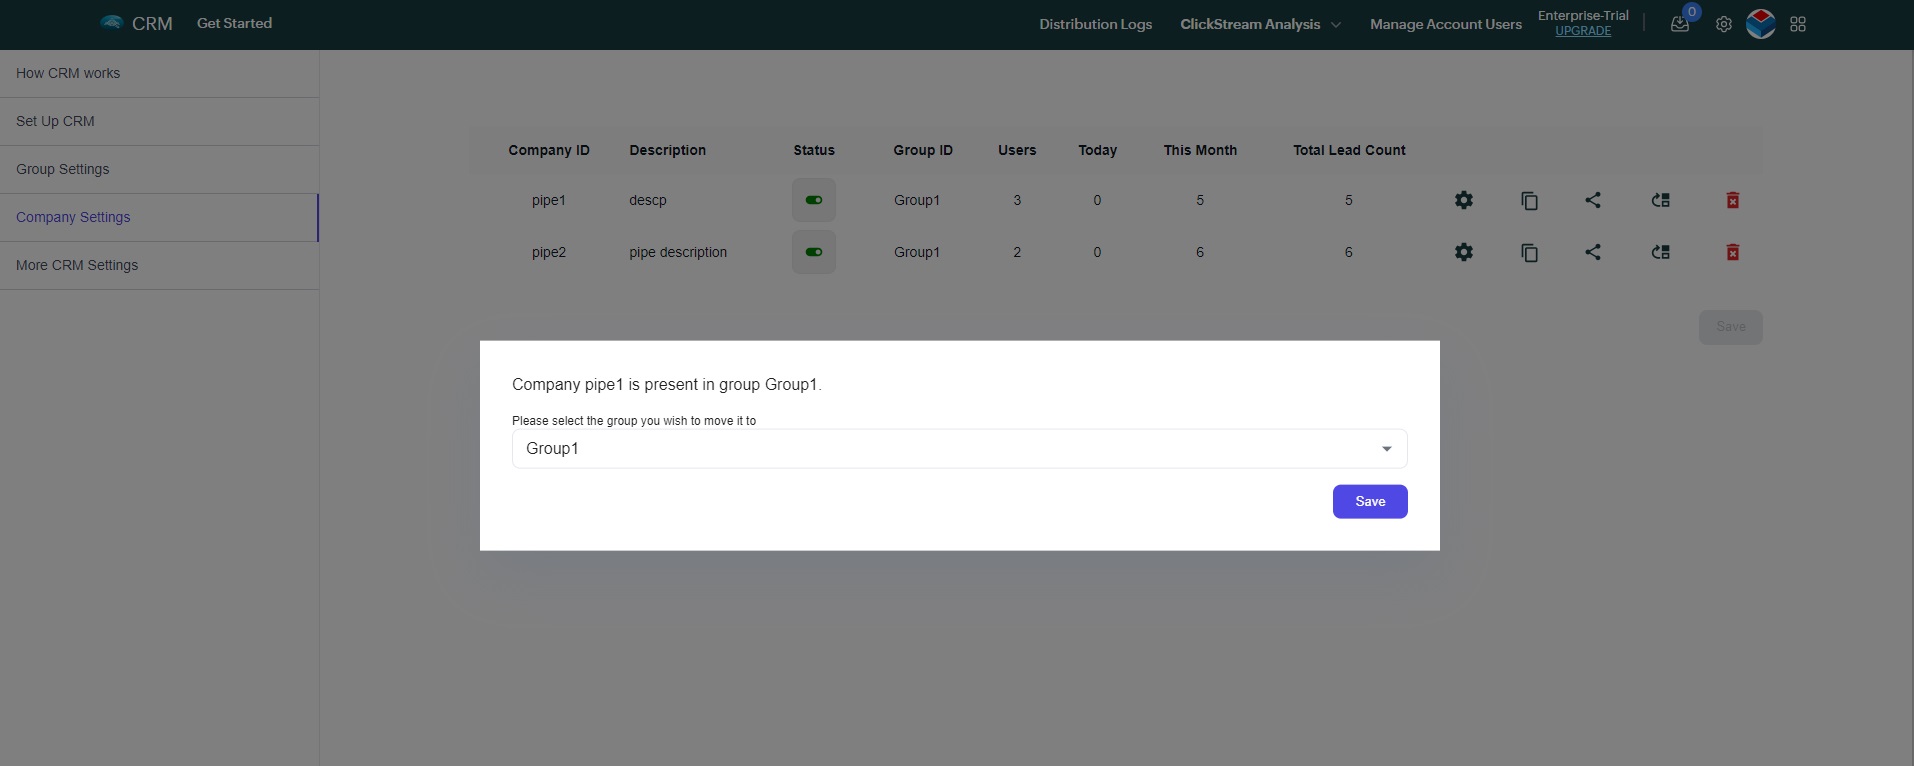 CRM Get Started Distribution Logs ClickStream Analysis Manage Account Users Enterprise-Trial 0
UPGRADE
How CRM works
Set Up CRM
Group Settings
Company Settings
More CRM Settings
Company ID Description Status Group ID Users Today This Month Total Lead Count
pipe1 descp Group1 3 0 5 5
pipe2 pipe description Group1 2 0 6 6
Save
Company pipe1 is present in group Group1.
Please select the group you wish to move it to
Group1
Save